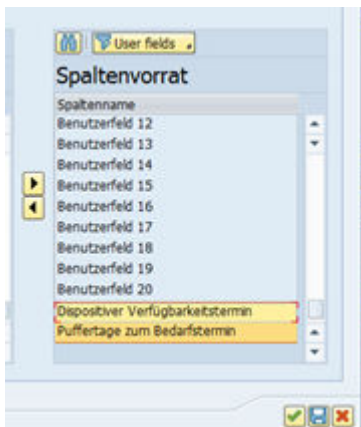 User fields
Spaltenvorrat
Spaltenname
Benutzerfeld 12
Benutzerfeld 13
Benutzerfeld 14
Benutzerfeld 15
Benutzerfeld 16
Benutzerfeld 17
Benutzerfeld 18
Benutzerfeld 19
Benutzerfeld 20
Dispositiver Verfügbarkeitstermin
Puffertage zum Bedarfstermin